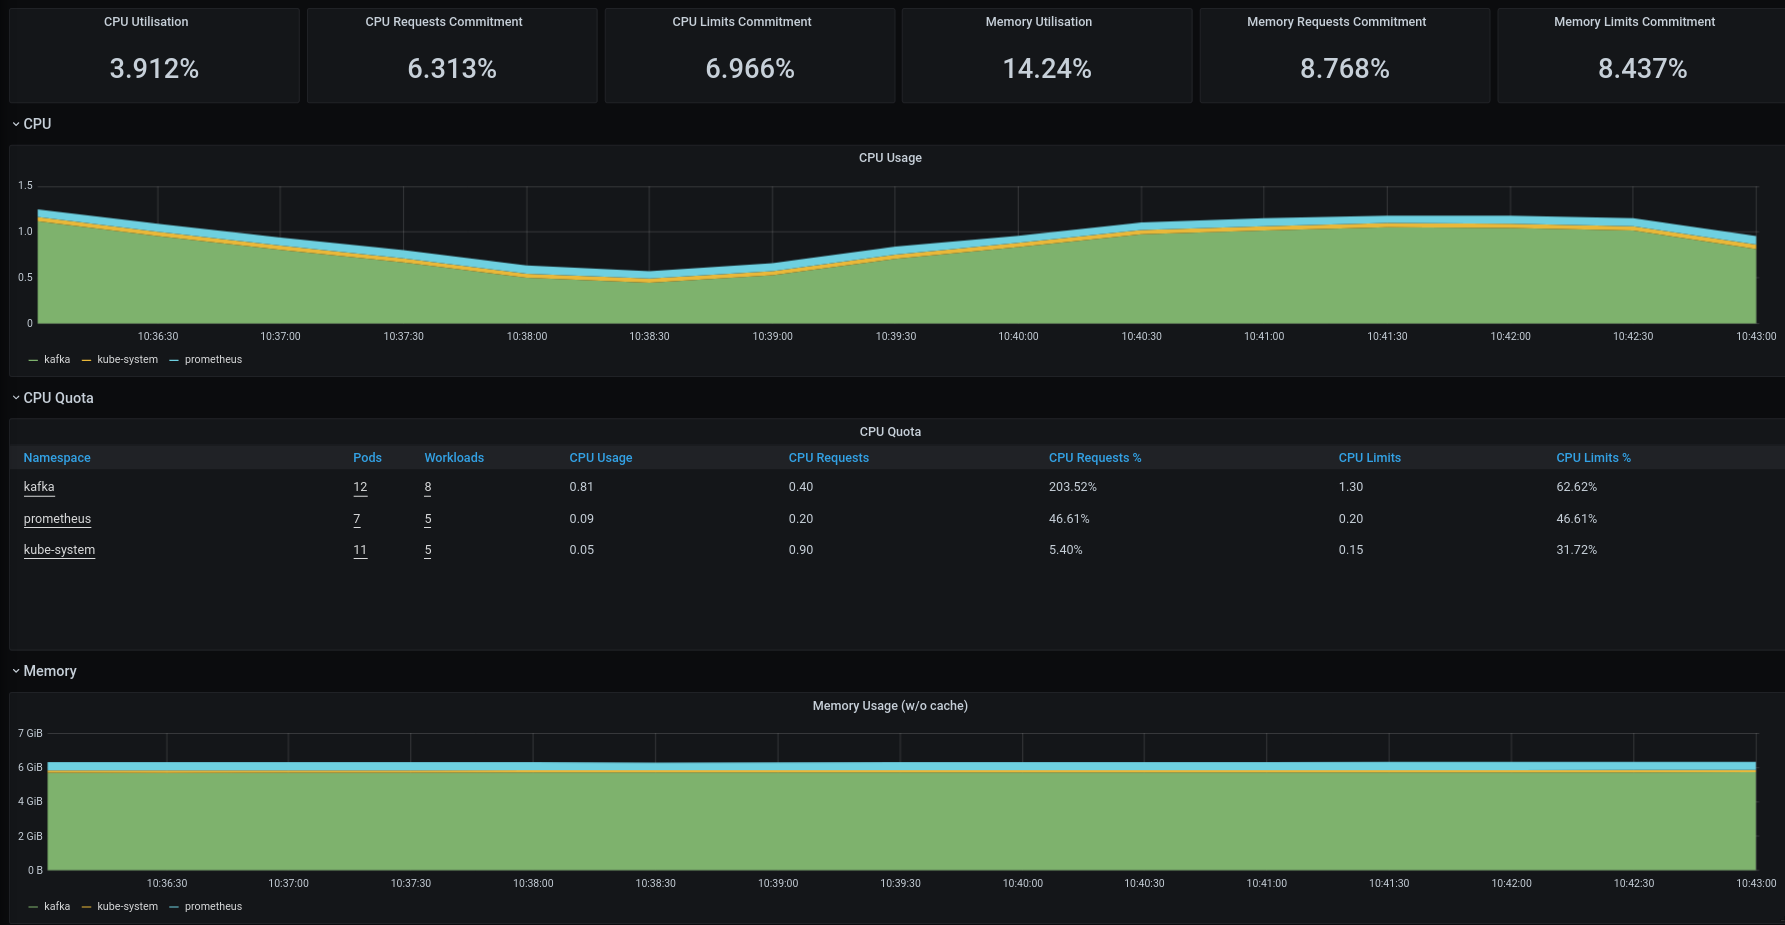 CPU Utilisation CPU Requests Commitment CPU Limits Commitment Memory Utilisation Memory Requests Commitment Memory Limits Commitment
3.912% 6.313% 6.966% 14.24% 8.768% 8.437%
CPU
CPU Usage
1.5
1.0
0.5
0
10:36:30 10:37:00 10:37:30 10:38:00 10:38:30 10:39:00 10:39:30 10:40:00 10:40:30 10:41:00 10:41:30 10:42:00 10:42:30 10:43:00
kafka kube-system prometheus
CPU Quota
CPU Quota
Namespace Pods Workloads CPU Usage CPU Requests CPU Requests % CPU Limits CPU Limits %
kafka 12 8 0.81 0.40 203.52% 1.30 62.62%
prometheus 7 5 0.09 0.20 46.61% 0.20 46.61%
kube-system 11 5 0.05 0.90 5.40% 0.15 31.72%
Memory
Memory Usage (w/o cache)
7 GiB
6 GiB
4 GiB
2 GiB
0 B
10:36:30 10:37:00 10:37:30 10:38:00 10:38:30 10:39:00 10:39:30 10:40:00 10:40:30 10:41:00 10:41:30 10:42:00 10:42:30 10:43:00
kafka kube-system prometheus